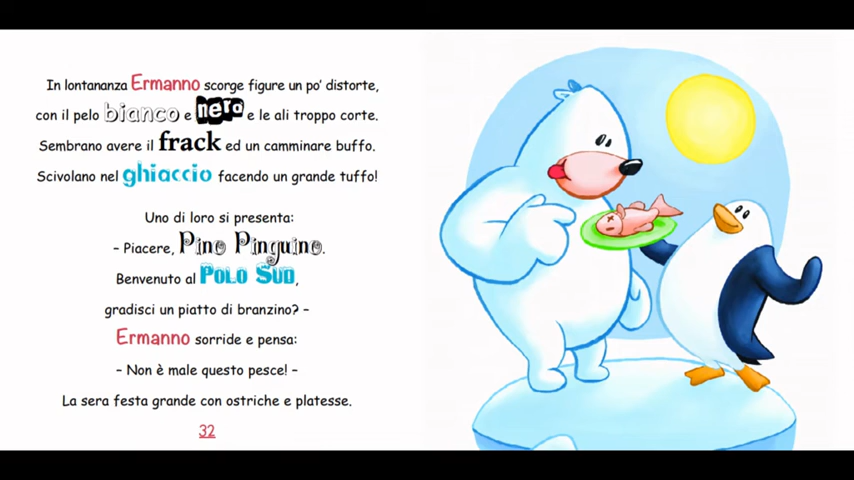 In lontananza Ermanno scorge figure un po' distorte,
con il pelo bianco e nero e le ali troppo corte.
Sembrano avere il frack ed un camminare buffo.
Scivolano nel ghiaccio facendo un grande tuffo!
Uno di loro si presenta:
– Piacere, Pino Pinguino.
Benvenuto al POLO SUD,
gradisci un piatto di branzino? –
Ermanno sorride e pensa:
– Non è male questo pesce! –
La sera festa grande con ostriche e platesse.
32